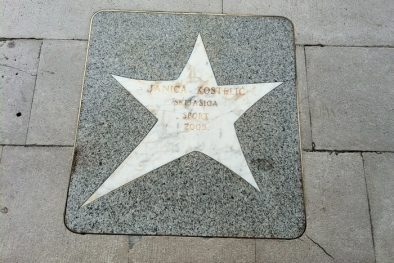 JANICA KOSTELIĆ
SKIJAŠICA
SPORT
2005